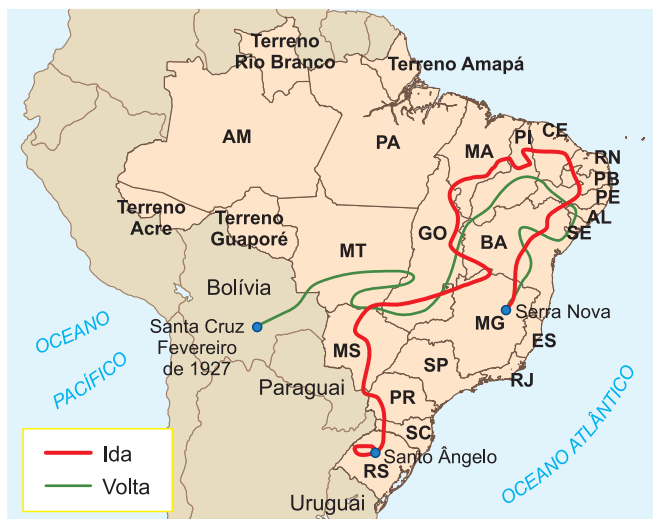 Terreno
Rio Branco
Terreno Amapá
AM
PA
MA
PI
CE
RN
PB
PE
AL
SE
Terreno
Acre
Terreno
Guaporé
MT
GO
BA
Bolívia
Santa Cruz
Fevereiro
de 1927
Serra Nova
MG
ES
MS
SP
RJ
Paraguai
PR
SC
Santo Ângelo
RS
Uruguai
OCEANO
PACÍFICO
OCEANO ATLÂNTICO
Ida
Volta